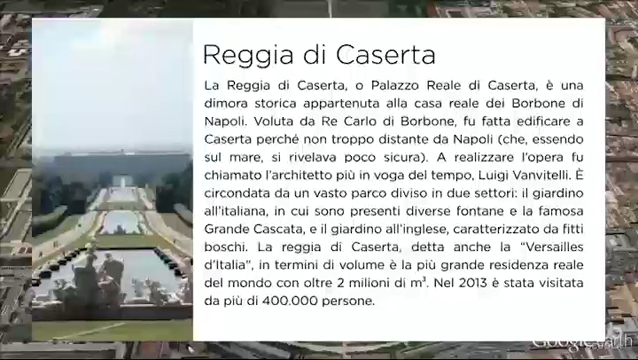 Reggia di Caserta
La Reggia di Caserta, o Palazzo Reale di Caserta, è una
dimora storica appartenuta alla casa reale dei Borbone di
Napoli. Voluta da Re Carlo di Borbone, fu fatta edificare a
Caserta perché non troppo distante da Napoli (che, essendo
sul mare, si rivelava poco sicura). A realizzare l'opera fu
chiamato l'architetto più in voga del tempo, Luigi Vanvitelli. È
circondata da un vasto parco diviso in due settori: il giardino
all'italiana, in cui sono presenti diverse fontane e la famosa
Grande Cascata, e il giardino all'inglese, caratterizzato da fitti
boschi. La reggia di Caserta, detta anche la "Versailles
d'Italia", in termini di volume è la più grande residenza reale
del mondo con oltre 2 milioni di m³. Nel 2013 è stata visitata
da più di 400.000 persone.
Google earth